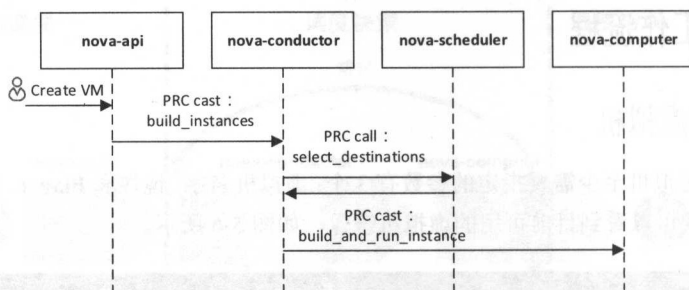 nova-api
nova-conductor
nova-scheduler
nova-computer
Create VM
PRC cast：
build_instances
PRC call：
select_destinations
PRC cast：
build_and_run_instance